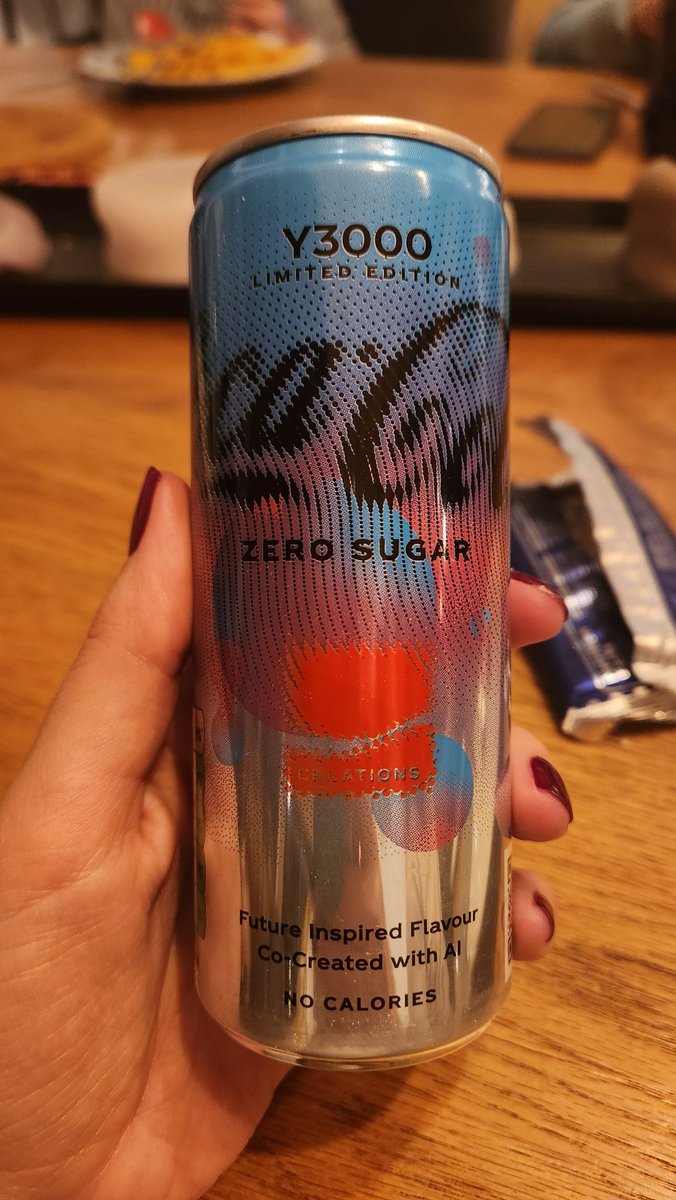 Y3000
LIMITED EDITION
ZERO SUGAR
CREATIONS
Future Inspired Flavour
Co-Created with AI
NO CALORIES